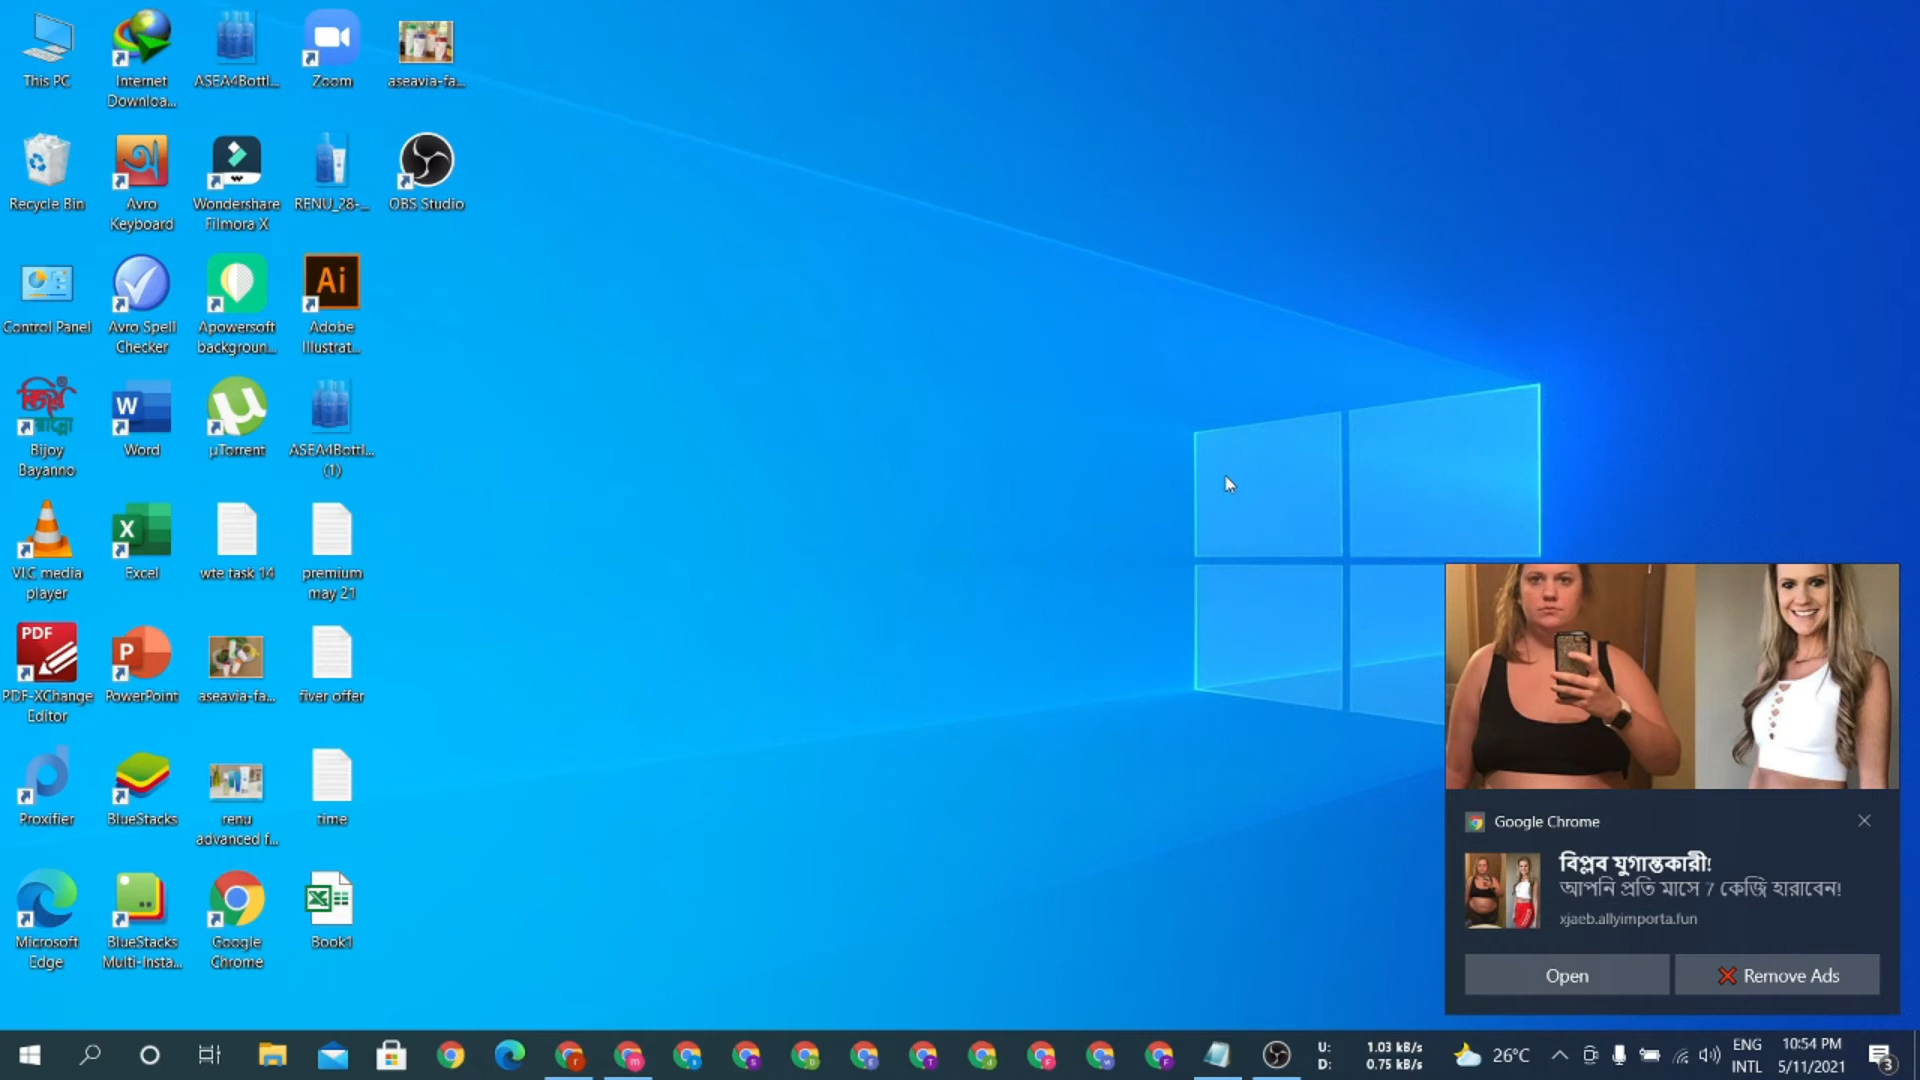 This PC
Internet
Downloa...
ASEA4Bottl...
Zoom
aseavia-fa...
Recycle Bin
অ
Avro
Keyboard
Wondershare
Filmora X
RENU_28-...
OBS Studio
Control Panel
Avro Spell
Checker
Apowersoft
backgroun...
Ai
Adobe
Illustrat...
Bijoy
Bayanno
W
Word
µ
µTorrent
ASEA4Bottl...
(1)
VLC media
player
X
Excel
wte task 14
premium
may 21
PDF
PDF-XChange
Editor
P
PowerPoint
aseavia-fa...
fiver offer
Proxifier
BlueStacks
renu
advanced f...
time
Microsoft
Edge
BlueStacks
Multi-Insta...
Google
Chrome
Book1
Google Chrome
বিপ্লব যুগান্তকারী!
আপনি প্রতি মাসে 7 কেজি হারাবেন!
xjaeb.allyimporta.fun
Open
Remove Ads
U: 1.03 kB/s
D: 0.75 kB/s
26°C
ENG
INTL
10:54 PM
5/11/2021
3